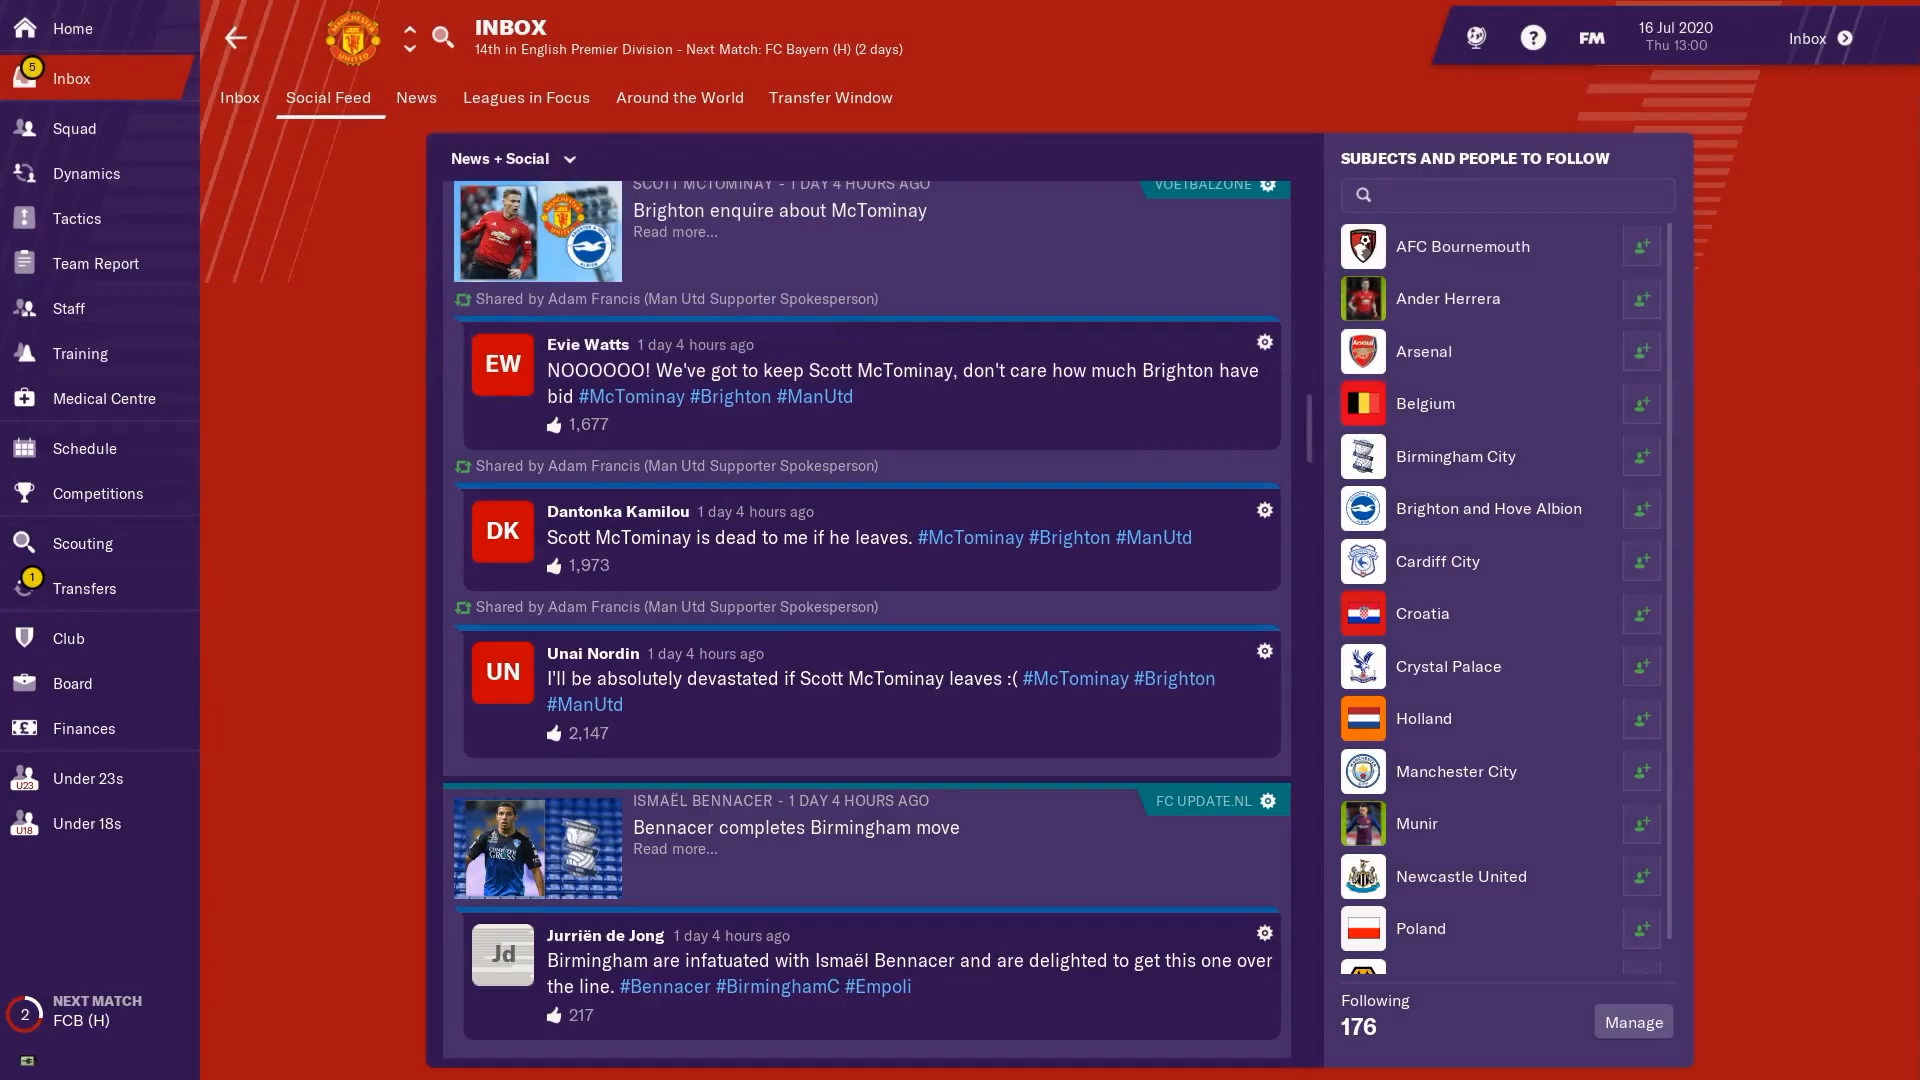 Home
5
Inbox
Squad
Dynamics
Tactics
Team Report
Staff
Training
Medical Centre
Schedule
Competitions
Scouting
1
Transfers
Club
Board
Finances
U23
Under 23s
U18
Under 18s
2
NEXT MATCH
FCB (H)
INBOX
14th in English Premier Division - Next Match: FC Bayern (H) (2 days)
? FM
16 Jul 2020
Thu 13:00
Inbox
Inbox Social Feed News Leagues in Focus Around the World Transfer Window
News + Social
SCOTT MCTOMINAY - 1 DAY 4 HOURS AGO
VOETBALZONE
Brighton enquire about McTominay
Read more...
Shared by Adam Francis (Man Utd Supporter Spokesperson)
EW
Evie Watts 1 day 4 hours ago
NOOOOOO! We've got to keep Scott McTominay, don't care how much Brighton have
bid #McTominay #Brighton #ManUtd
1,677
Shared by Adam Francis (Man Utd Supporter Spokesperson)
DK
Dantonka Kamilou 1 day 4 hours ago
Scott McTominay is dead to me if he leaves. #McTominay #Brighton #ManUtd
1,973
Shared by Adam Francis (Man Utd Supporter Spokesperson)
UN
Unai Nordin 1 day 4 hours ago
I'll be absolutely devastated if Scott McTominay leaves :( #McTominay #Brighton
#ManUtd
2,147
ISMAËL BENNACER - 1 DAY 4 HOURS AGO
FC UPDATE.NL
Bennacer completes Birmingham move
Read more...
Jd
Jurriën de Jong 1 day 4 hours ago
Birmingham are infatuated with Ismaël Bennacer and are delighted to get this one over
the line. #Bennacer #BirminghamC #Empoli
217
SUBJECTS AND PEOPLE TO FOLLOW
AFC Bournemouth
Ander Herrera
Arsenal
Belgium
Birmingham City
Brighton and Hove Albion
Cardiff City
Croatia
Crystal Palace
Holland
Manchester City
Munir
Newcastle United
Poland
Following
176
Manage